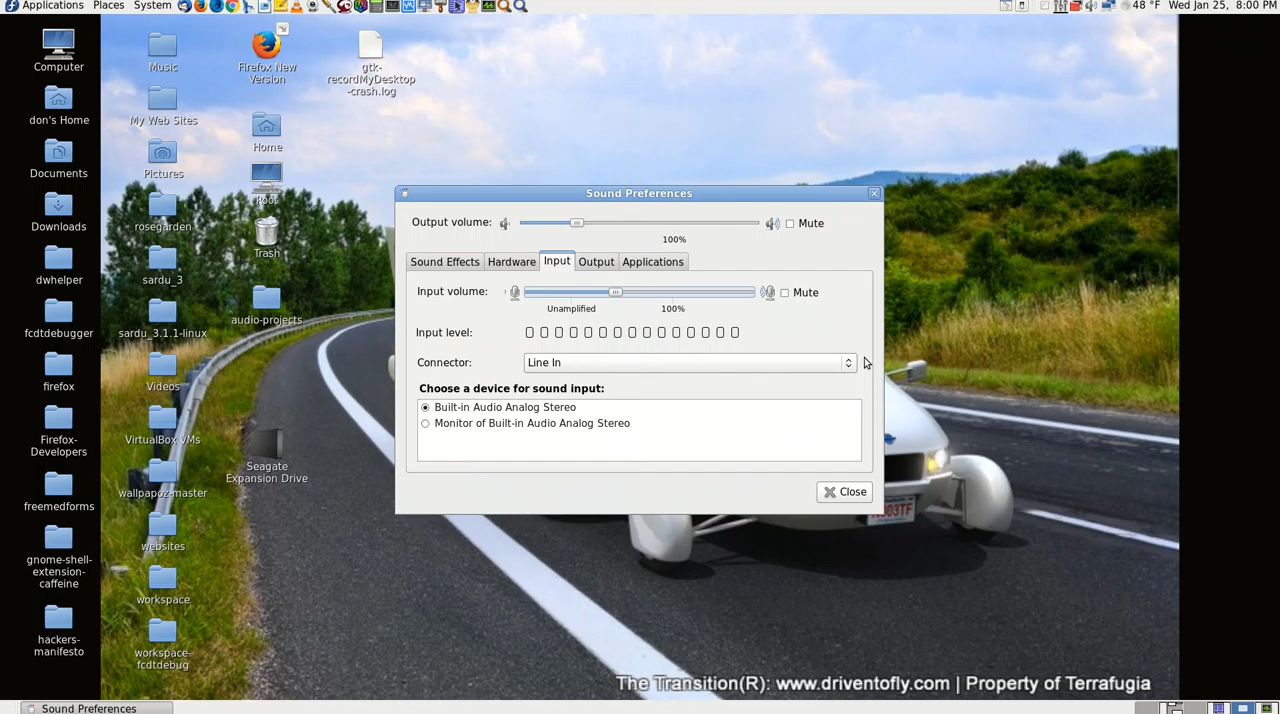 Applications Places System
48 °F Wed Jan 25, 8:00 PM
Computer
don's Home
Documents
Downloads
dwhelper
fcdtdebugger
firefox
Firefox-
Developers
freemedforms
gnome-shell-
extension-
caffeine
hackers-
manifesto
Music
My Web Sites
Pictures
rosegarden
sardu_3
sardu_3.1.1-linux
Videos
VirtualBox VMs
wallpapoz-master
websites
workspace
workspace-
fcdtdebug
Firefox New
Version
Home
Root
Trash
audio-projects
Seagate
Expansion Drive
gtk-
recordMyDesktop
-crash.log
Sound Preferences
Output volume: Mute
100%
Sound Effects Hardware Input Output Applications
Input volume: Mute
Unamplified 100%
Input level:
Connector: Line In
Choose a device for sound input:
Built-in Audio Analog Stereo
Monitor of Built-in Audio Analog Stereo
Close
The Transition(R): www.driventofly.com | Property of Terrafugia
Sound Preferences